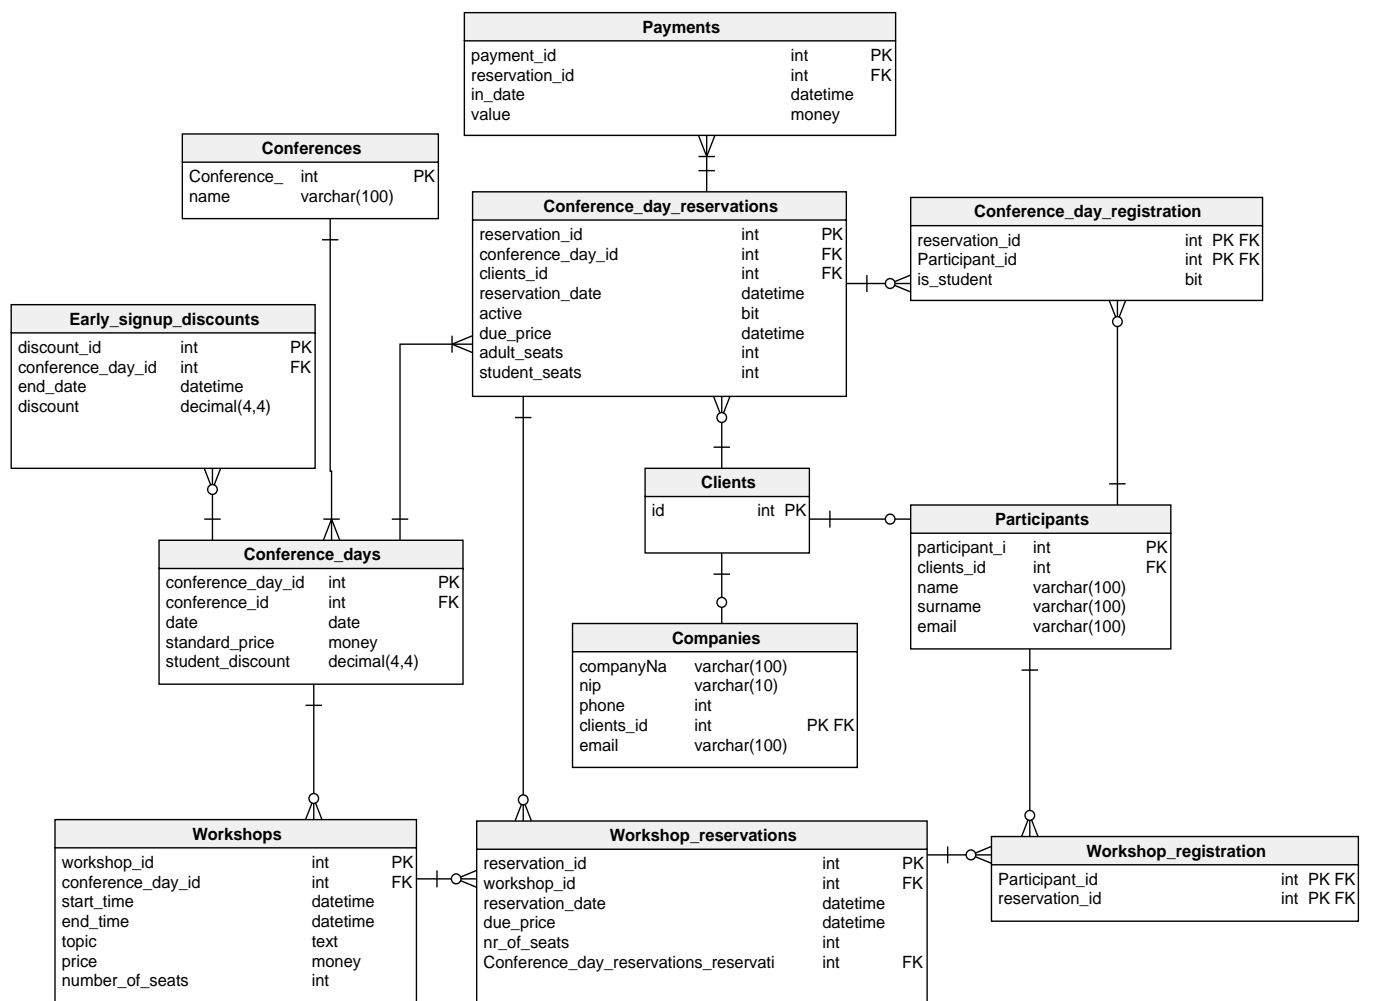 Payments
payment_id int PK
reservation_id int FK
in_date datetime
value money
Conferences
Conference_ int PK
name varchar(100)
Conference_day_reservations
reservation_id int PK
conference_day_id int FK
clients_id int FK
reservation_date datetime
active bit
due_price datetime
adult_seats int
student_seats int
Conference_day_registration
reservation_id int PK FK
Participant_id int PK FK
is_student bit
Early_signup_discounts
discount_id int PK
conference_day_id int FK
end_date datetime
discount decimal(4,4)
Clients
id int PK
Participants
participant_i int PK
clients_id int FK
name varchar(100)
surname varchar(100)
email varchar(100)
Conference_days
conference_day_id int PK
conference_id int FK
date date
standard_price money
student_discount decimal(4,4)
Companies
companyNa varchar(100)
nip varchar(10)
phone int
clients_id int PK FK
email varchar(100)
Workshops
workshop_id int PK
conference_day_id int FK
start_time datetime
end_time datetime
topic text
price money
number_of_seats int
Workshop_reservations
reservation_id int PK
workshop_id int FK
reservation_date datetime
due_price datetime
nr_of_seats int
Conference_day_reservations_reservati int FK
Workshop_registration
Participant_id int PK FK
reservation_id int PK FK